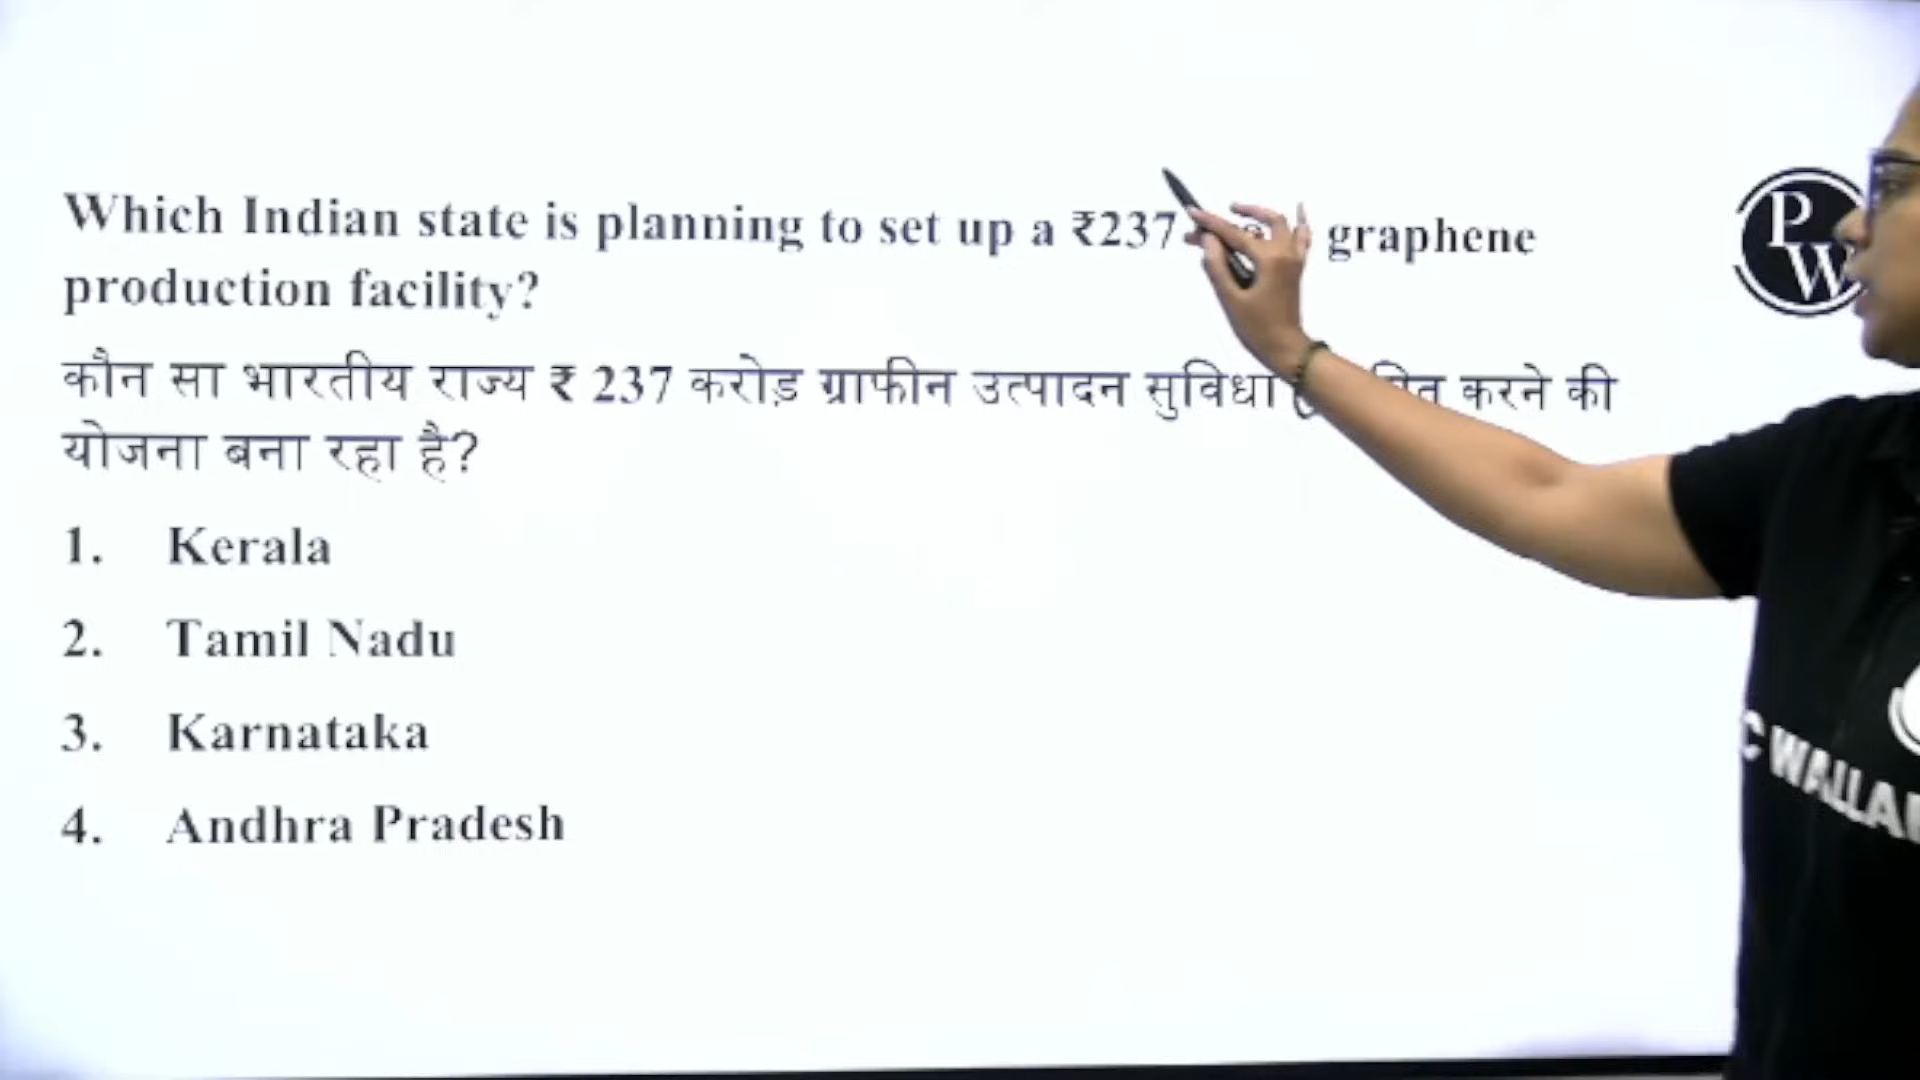 Which Indian state is planning to set up a ₹237 graphene
production facility?
कौन सा भारतीय राज्य ₹ 237 करोड़ ग्राफीन उत्पादन सुविधा करने की
योजना बना रहा है?
1. Kerala
2. Tamil Nadu
3. Karnataka
4. Andhra Pradesh
P
W
WALLA